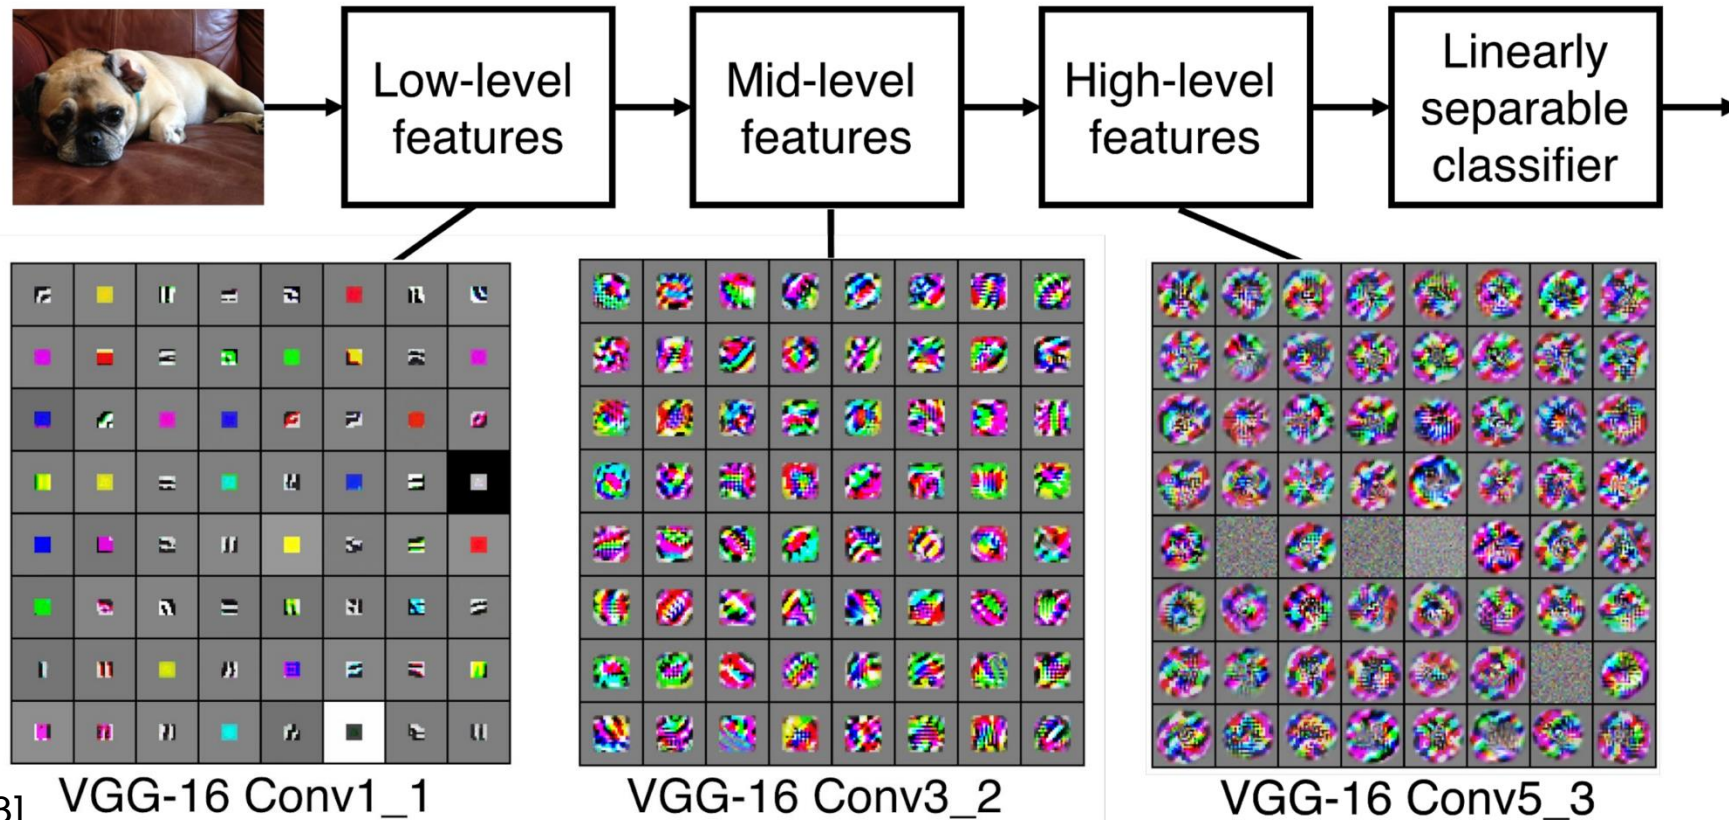 Low-level
features
Mid-level
features
High-level
features
Linearly
separable
classifier
VGG-16 Conv1_1
VGG-16 Conv3_2
VGG-16 Conv5_3